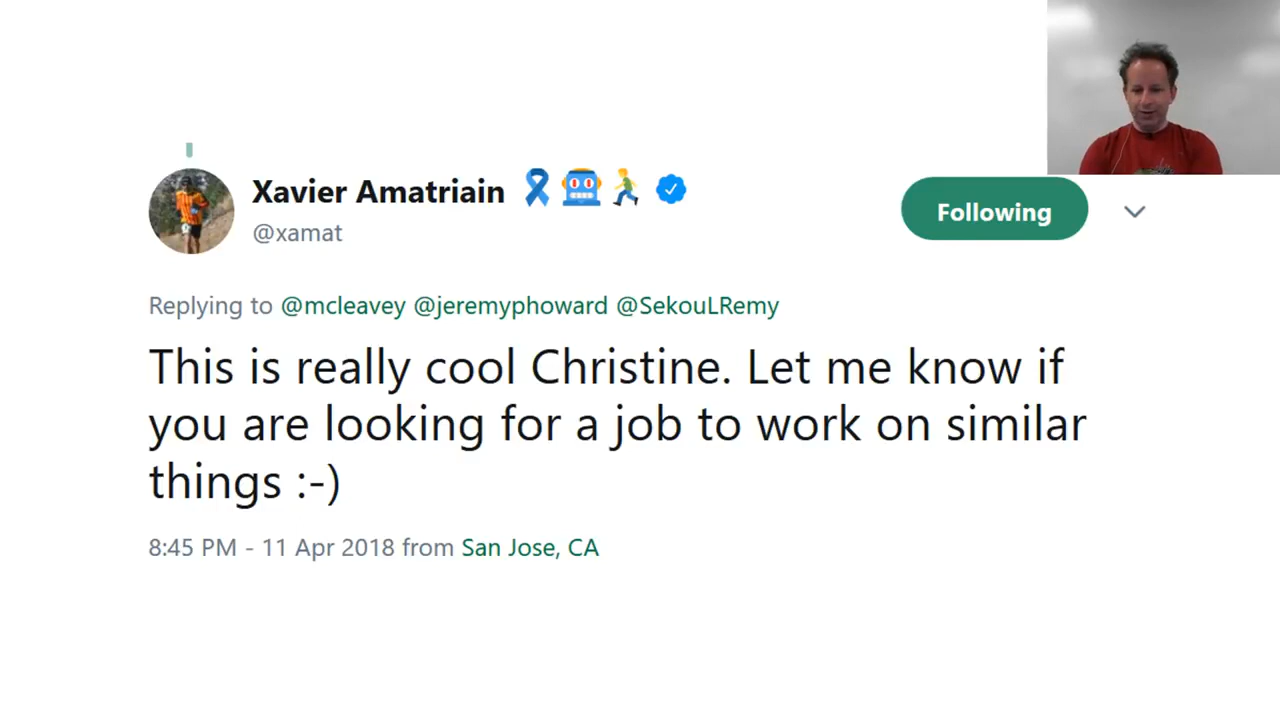 Xavier Amatriain
Following
@xamat
Replying to @mcleavey @jeremyphoward @SekouLRemy
This is really cool Christine. Let me know if
you are looking for a job to work on similar
things :-)
8:45 PM - 11 Apr 2018 from San Jose, CA